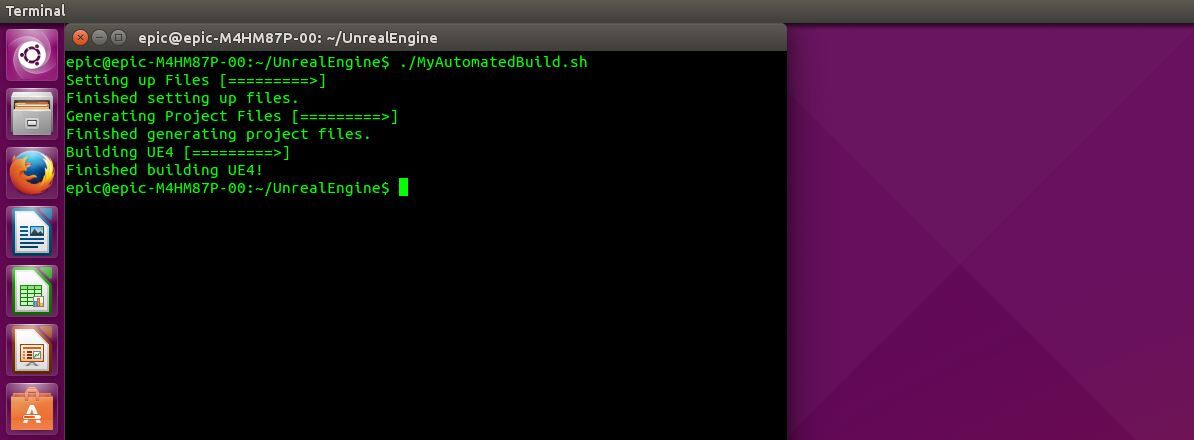 Terminal
epic@epic-M4HM87P-00: ~/UnrealEngine
epic@epic-M4HM87P-00:~/UnrealEngine$ ./MyAutomatedBuild.sh
Setting up Files [=========>]
Finished setting up files.
Generating Project Files [=========>]
Finished generating project files.
Building UE4 [=========>]
Finished building UE4!
epic@epic-M4HM87P-00:~/UnrealEngine$